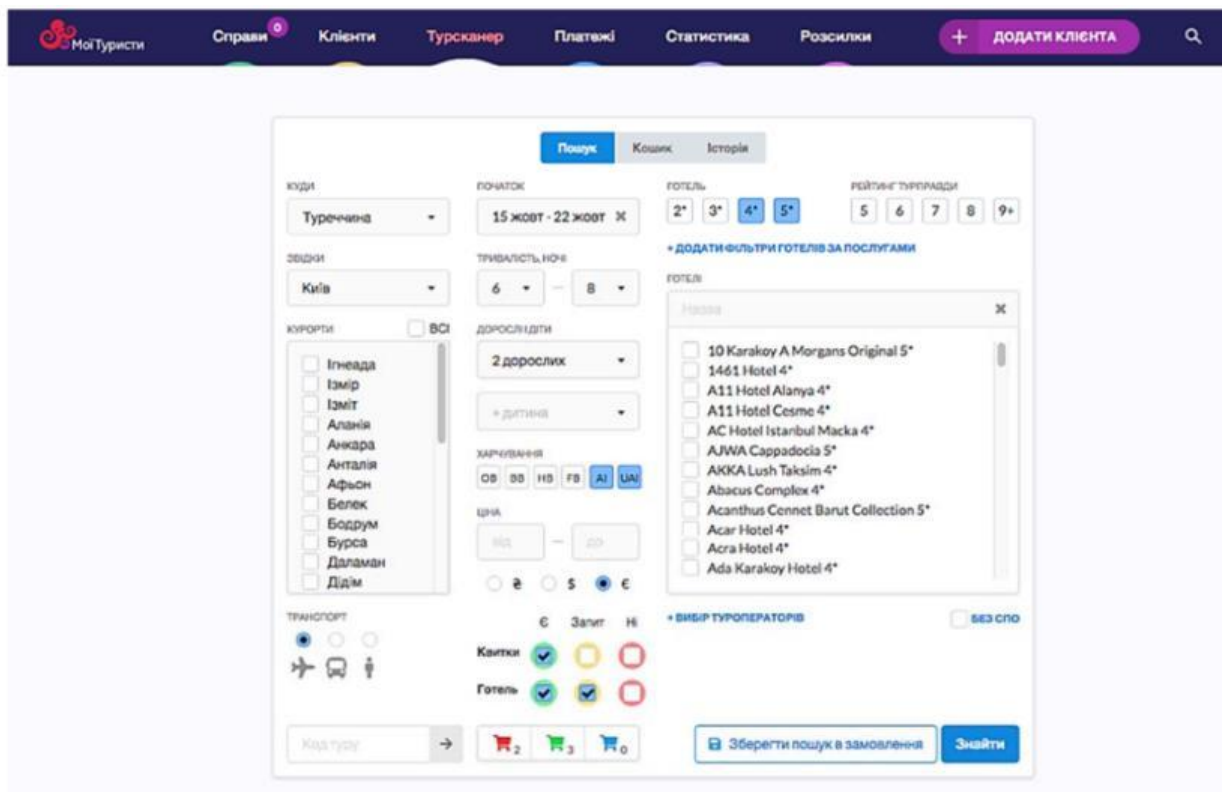 МоїТуристи
Справи 0 Клієнти Турсканер Платежі Статистика Розсилки + ДОДАТИ КЛІЄНТА
Пошук Кошик Історія
КУДИ
Туреччина
ЗВІДКИ
Київ
КУРОРТИ ВСІ
Ігнеада
Ізмір
Ізміт
Аланія
Анкара
Анталія
Афьон
Белек
Бодрум
Бурса
Даламан
Дідім
ТРАНСПОРТ
Код туру
ПОЧАТОК
15 жовт - 22 жовт
ТРИВАЛІСТЬ, НОЧІ
6 – 8
ДОРОСЛІ/ДІТИ
2 дорослих
+ дитина
ХАРЧУВАННЯ
OB BB HB FB AI UAI
ЦІНА
від – до
₴ $ €
Є Запит Ні
Квитки
Готель
2 3 0
ГОТЕЛЬ
2* 3* 4* 5*
РЕЙТИНГ ТУРПРАВДИ
5 6 7 8 9+
+ ДОДАТИ ФІЛЬТРИ ГОТЕЛІВ ЗА ПОСЛУГАМИ
ГОТЕЛІ
Назва
10 Karakoy A Morgans Original 5*
1461 Hotel 4*
A11 Hotel Alanya 4*
A11 Hotel Cesme 4*
AC Hotel Istanbul Macka 4*
AJWA Cappadocia 5*
AKKA Lush Taksim 4*
Abacus Complex 4*
Acanthus Cennet Barut Collection 5*
Acar Hotel 4*
Acra Hotel 4*
Ada Karakoy Hotel 4*
+ ВИБІР ТУРОПЕРАТОРІВ БЕЗ СПО
Зберегти пошук в замовлення Знайти